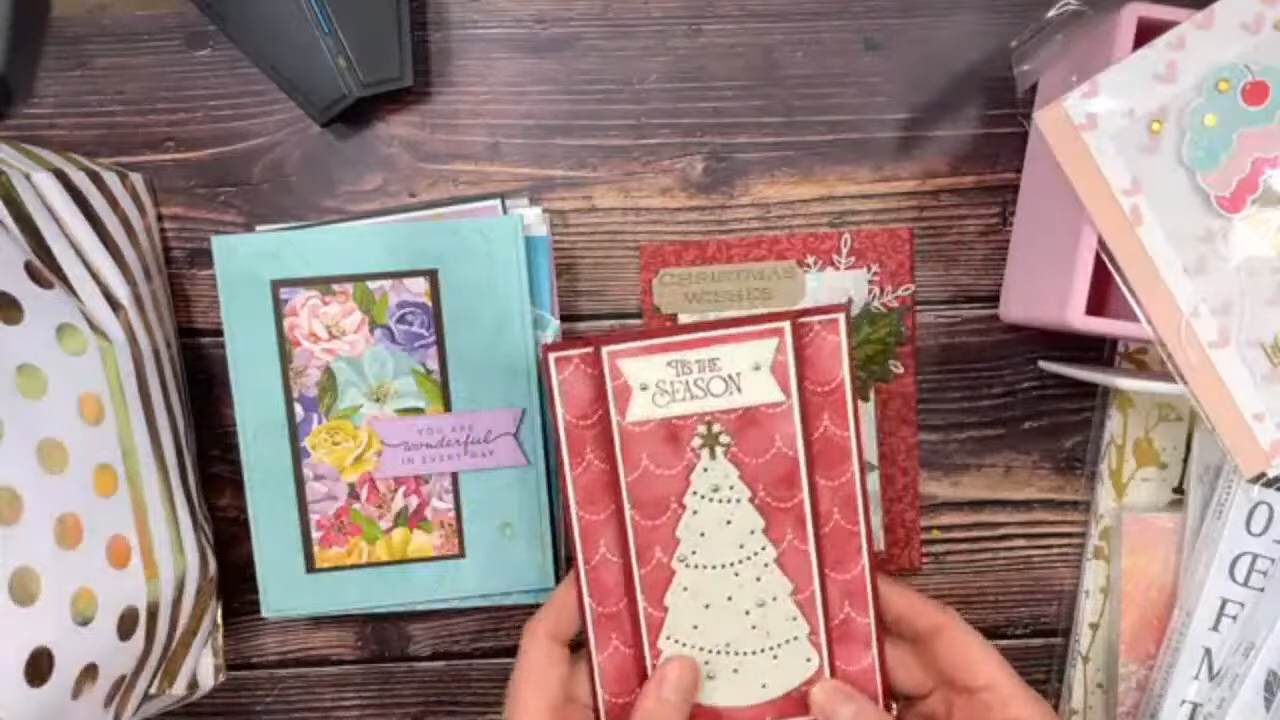 CHRISTMAS
WISHES
'TIS THE
SEASON
YOU ARE
wonderful
IN EVERY WAY
O
Œ
F
N
T